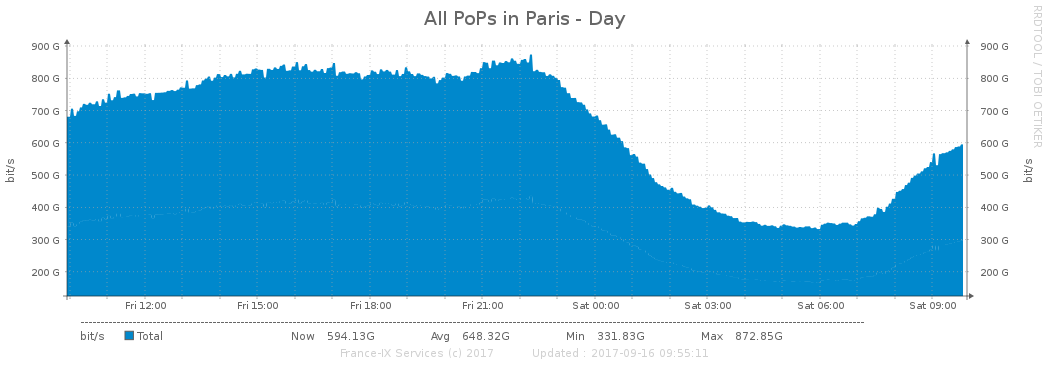 All PoPs in Paris - Day
RRDTOOL / TOBI OETIKER
900 G 900 G
800 G 800 G
700 G 700 G
600 G 600 G
500 G 500 G
400 G 400 G
300 G 300 G
200 G 200 G
bit/s bit/s
Fri 12:00 Fri 15:00 Fri 18:00 Fri 21:00 Sat 00:00 Sat 03:00 Sat 06:00 Sat 09:00
bit/s Total Now 594.13G Avg 648.32G Min 331.83G Max 872.85G
France-IX Services (c) 2017 Updated : 2017-09-16 09:55:11